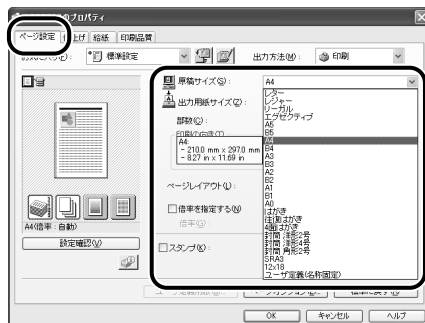 のプロパティ
ページ設定 仕上げ 給紙 印刷品質
標準設定 出力方法(M): 印刷
原稿サイズ(S): A4
出力用紙サイズ(Z):
部数(C):
印刷の向き(T)
A4:
- 210.0 mm x 297.0 mm
- 8.27 in x 11.69 in
ページレイアウト(L):
倍率を指定する(N)
倍率(G):
スタンプ(K):
レター
レジャー
リーガル
エグゼクティブ
A5
B5
A4
B4
A3
B3
A2
B2
A1
B1
A0
はがき
往復はがき
4面はがき
封筒 洋形2号
封筒 洋形4号
封筒 角形2号
SRA3
12x18
ユーザ定義(名称固定)
A4(倍率:自動)
設定確認(V)
OK キャンセル ヘルプ